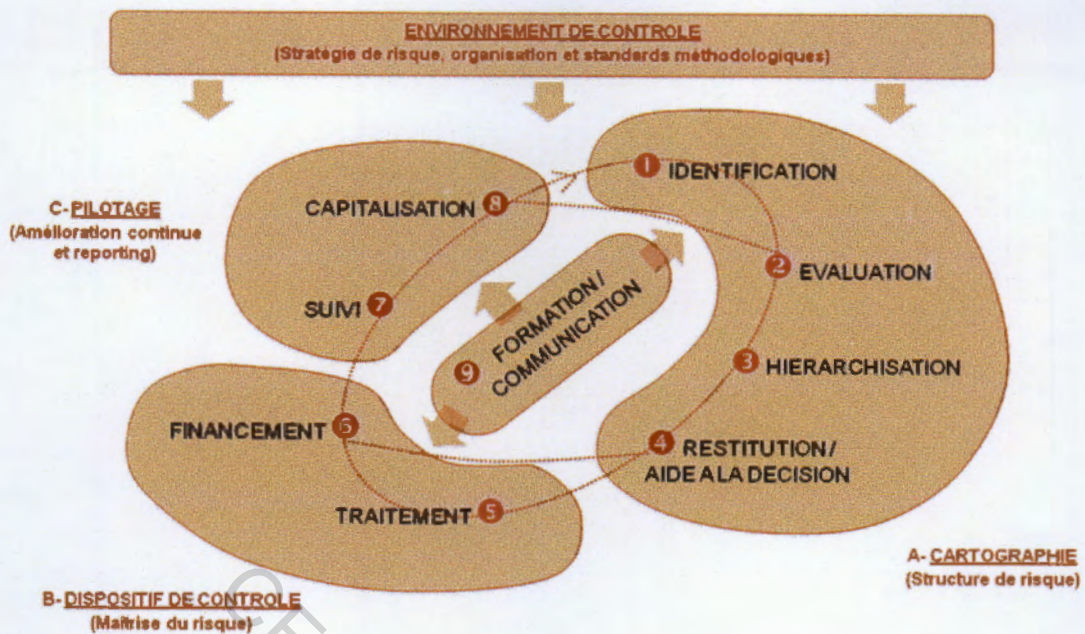 ENVIRONNEMENT DE CONTROLE
(Stratégie de risque, organisation et standards méthodologiques)
1 IDENTIFICATION
CAPITALISATION 8
C- PILOTAGE
(Amélioration continue
et reporting)
2 EVALUATION
SUIVI 7
9 FORMATION /
COMMUNICATION
3 HIERARCHISATION
FINANCEMENT 6
4 RESTITUTION /
AIDE A LA DECISION
TRAITEMENT 5
A- CARTOGRAPHIE
(Structure de risque)
B- DISPOSITIF DE CONTROLE
(Maîtrise du risque)